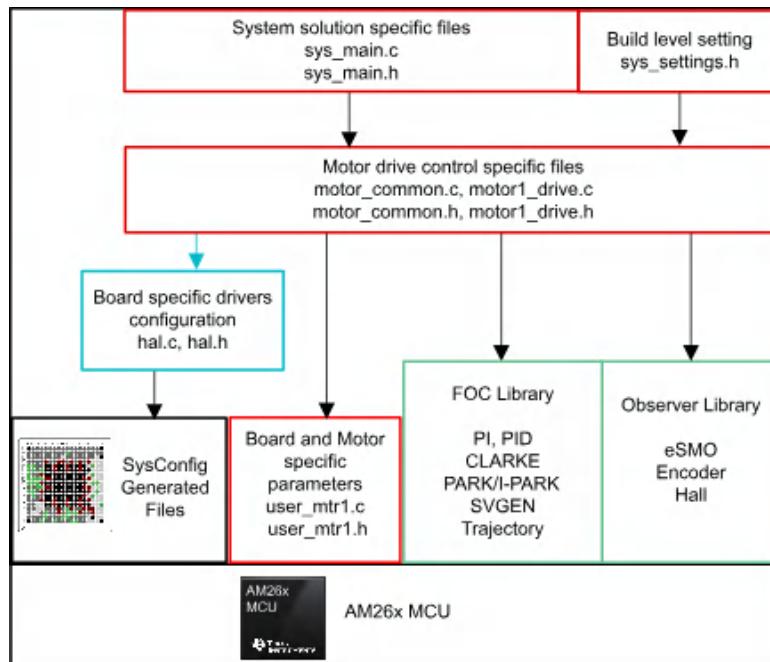 System solution specific files
sys_main.c
sys_main.h
Build level setting
sys_settings.h
Motor drive control specific files
motor_common.c, motor1_drive.c
motor_common.h, motor1_drive.h
Board specific drivers
configuration
hal.c, hal.h
SysConfig
Generated
Files
Board and Motor
specific
parameters
user_mtr1.c
user_mtr1.h
FOC Library
PI, PID
CLARKE
PARK/I-PARK
SVGEN
Trajectory
Observer Library
eSMO
Encoder
Hall
AM26x
MCU
AM26x MCU